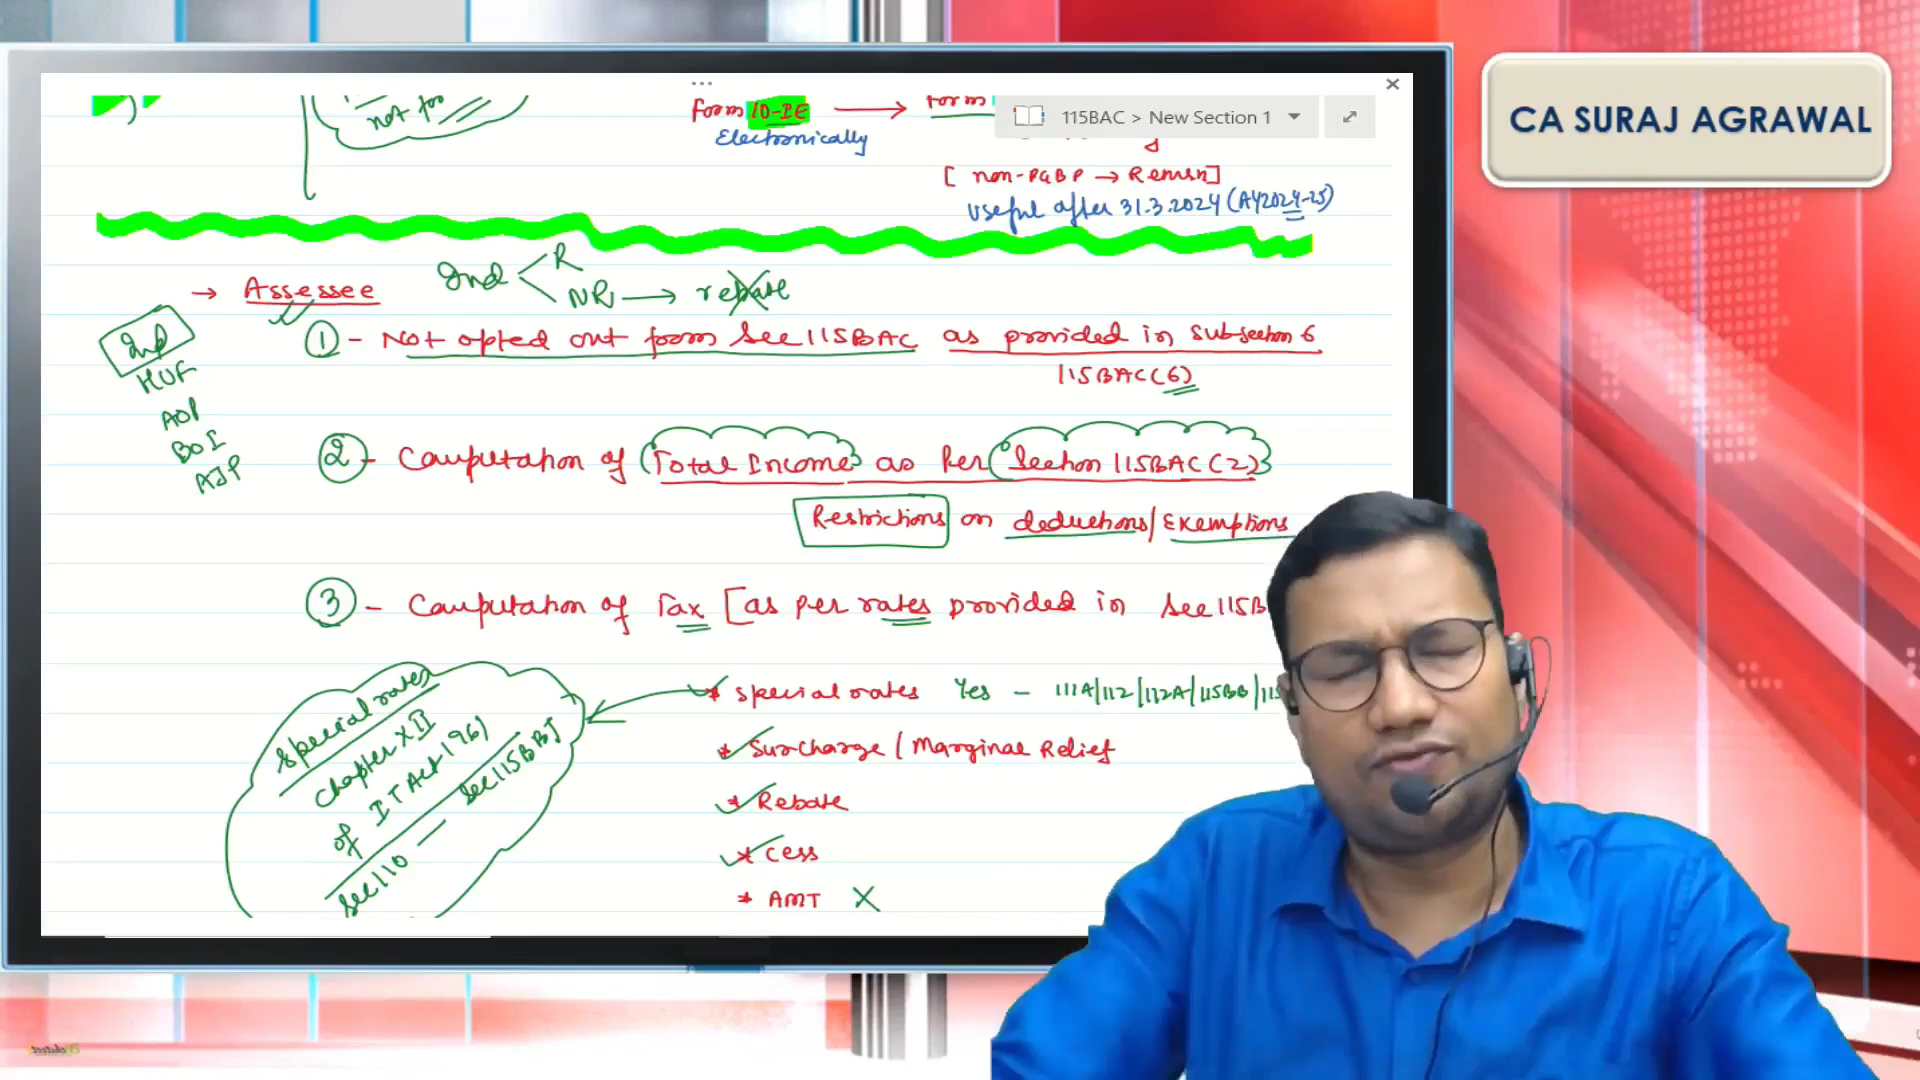 CA SURAJ AGRAWAL
not for
Form 10-IE → Form
Electronically
115BAC > New Section 1
[ non-PGBP → Return]
Useful after 31.3.2024 (AY2024-25)
→ Assessee
Ind < R
NR → rebate
Ind
HUF
AOP
BOI
AJP
① - Not opted out from Sec 115BAC as provided in subsection 6
115BAC(6)
② - Computation of Total Income as Per Section 115BAC(2)
Restrictions on deductions/Exemptions
③ - Computation of Tax [as per rates provided in Sec 115B
* special rates Yes - 111A/112/112A/115BB/115
* Surcharge / Marginal Relief
* Rebate
* Cess
* AMT X
Special rates
Chapter XII
of IT Act 1961
Sec 110 — Sec 115BBJ